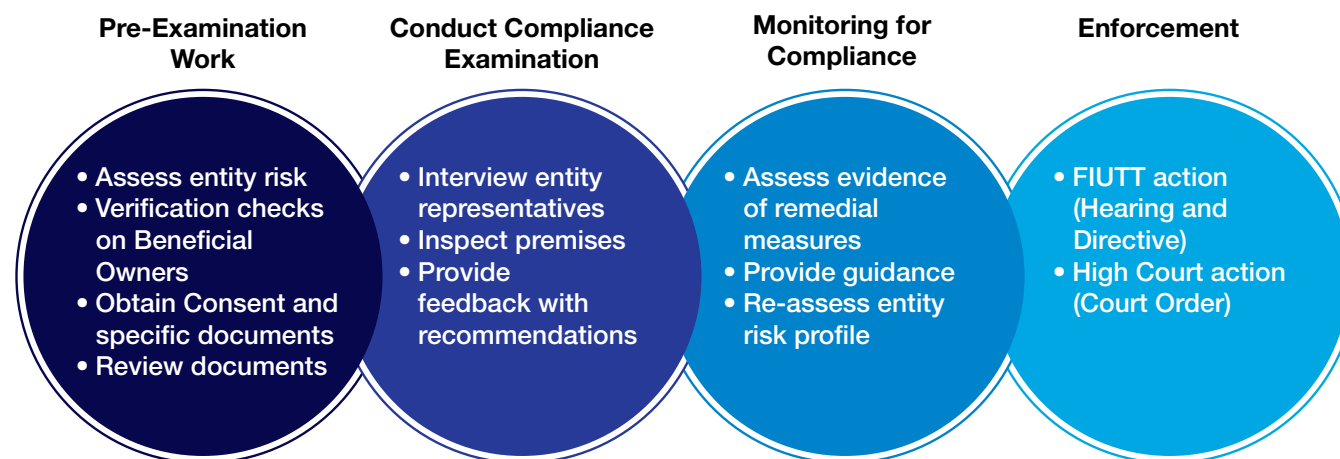 Pre-Examination
Work
• Assess entity risk
• Verification checks
on Beneficial
Owners
• Obtain Consent and
specific documents
• Review documents
Conduct Compliance
Examination
• Interview entity
representatives
• Inspect premises
• Provide
feedback with
recommendations
Monitoring for
Compliance
• Assess evidence
of remedial
measures
• Provide guidance
• Re-assess entity
risk profile
Enforcement
• FIUTT action
(Hearing and
Directive)
• High Court action
(Court Order)